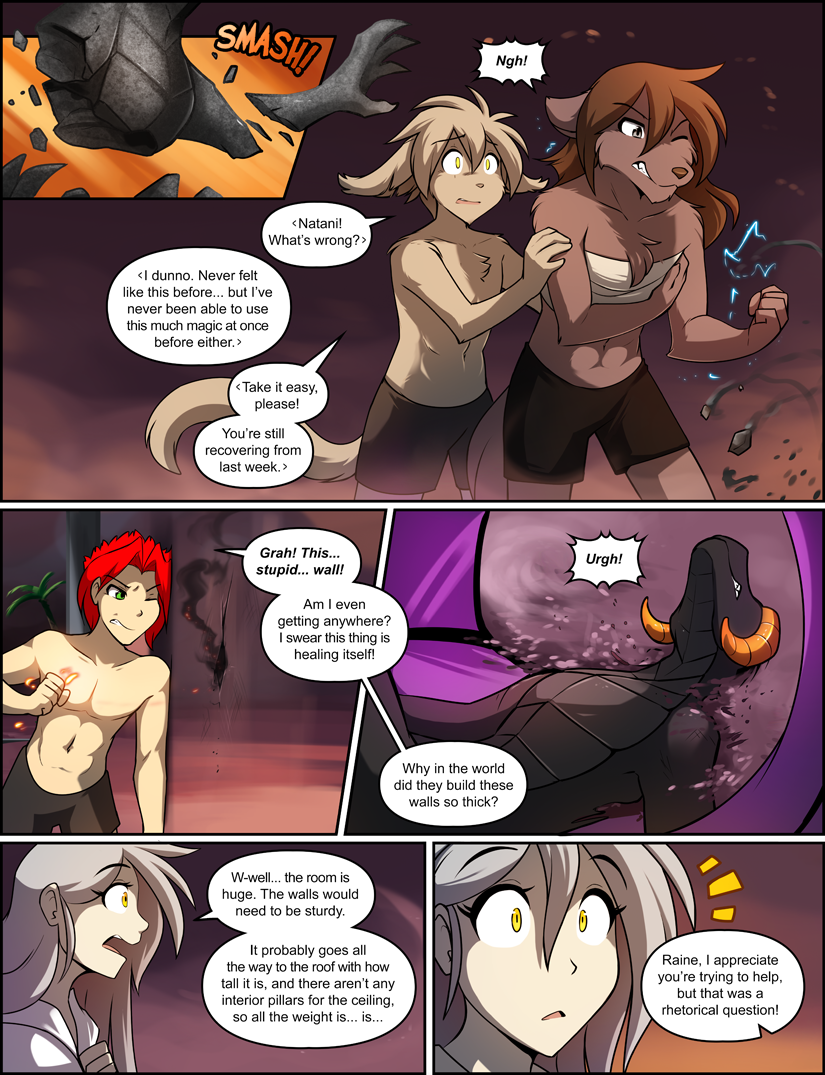 SMASH!
Ngh!
‹Natani!
What's wrong?›
‹I dunno. Never felt
like this before... but I've
never been able to use
this much magic at once
before either.›
‹Take it easy,
please!
You're still
recovering from
last week.›
Grah! This...
stupid... wall!
Am I even
getting anywhere?
I swear this thing is
healing itself!
Urgh!
Why in the world
did they build these
walls so thick?
W-well... the room is
huge. The walls would
need to be sturdy.
It probably goes all
the way to the roof with how
tall it is, and there aren't any
interior pillars for the ceiling,
so all the weight is... is...
Raine, I appreciate
you're trying to help,
but that was a
rhetorical question!